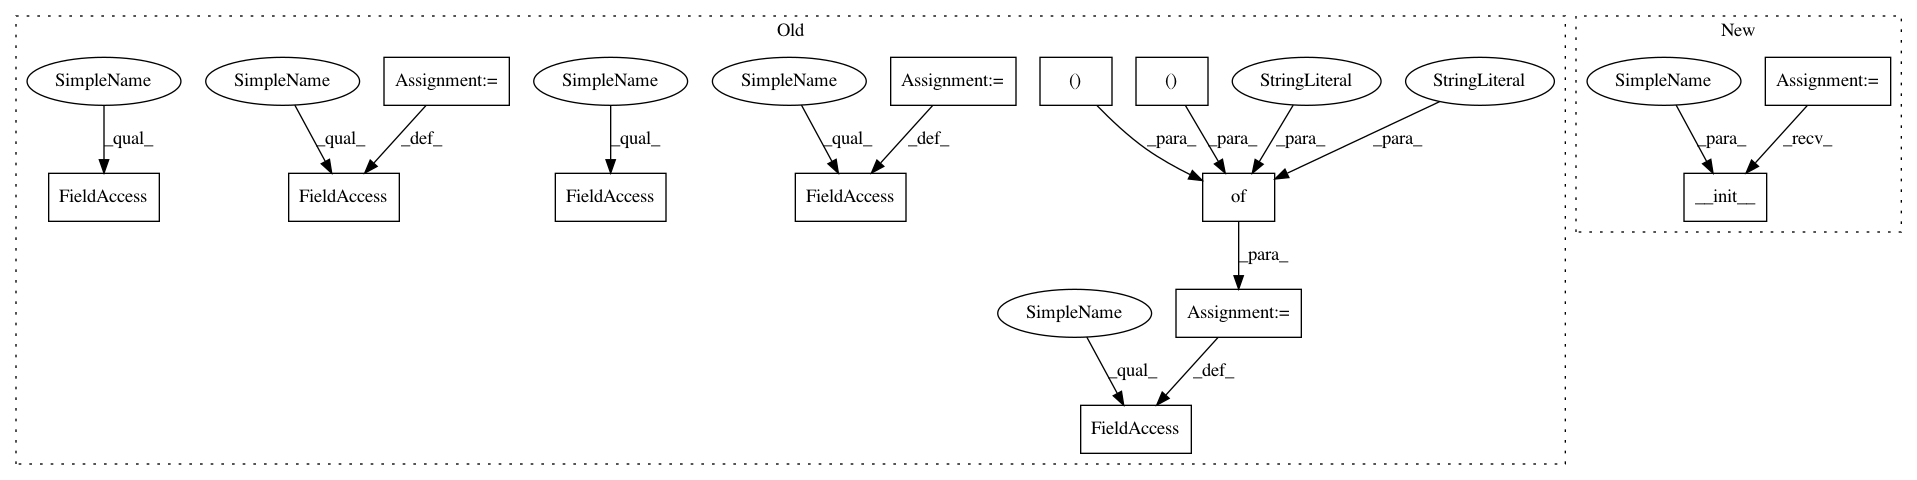 Old
New
SimpleName
SimpleName
Assignment:=
SimpleName
SimpleName
Assignment:=
()
()
StringLiteral
StringLiteral
SimpleName
Assignment:=
_qual_
_qual_
_def_
_qual_
_qual_
_def_
_para_
_para_
_para_
_para_
_para_
_recv_
FieldAccess
FieldAccess
FieldAccess
FieldAccess
of
__init__
_para_
SimpleName
Assignment:=
_qual_
_def_
FieldAccess